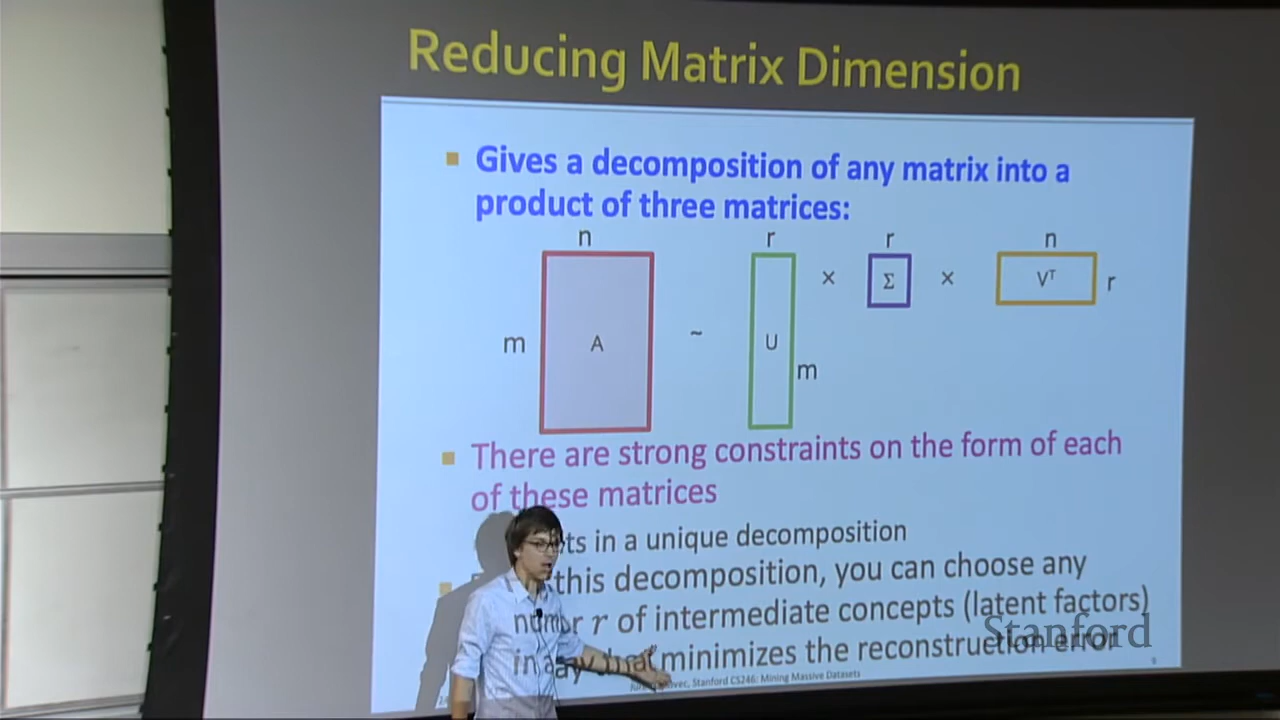 Reducing Matrix Dimension
Gives a decomposition of any matrix into a
product of three matrices:
n r r n
× Σ × Vᵀ r
m A ~ U m
There are strong constraints on the form of each
of these matrices
in a unique decomposition
this decomposition, you can choose any
r of intermediate concepts (latent factors)
in minimizes the reconstruction error
Stanford
Stanford CS246: Mining Massive Datasets